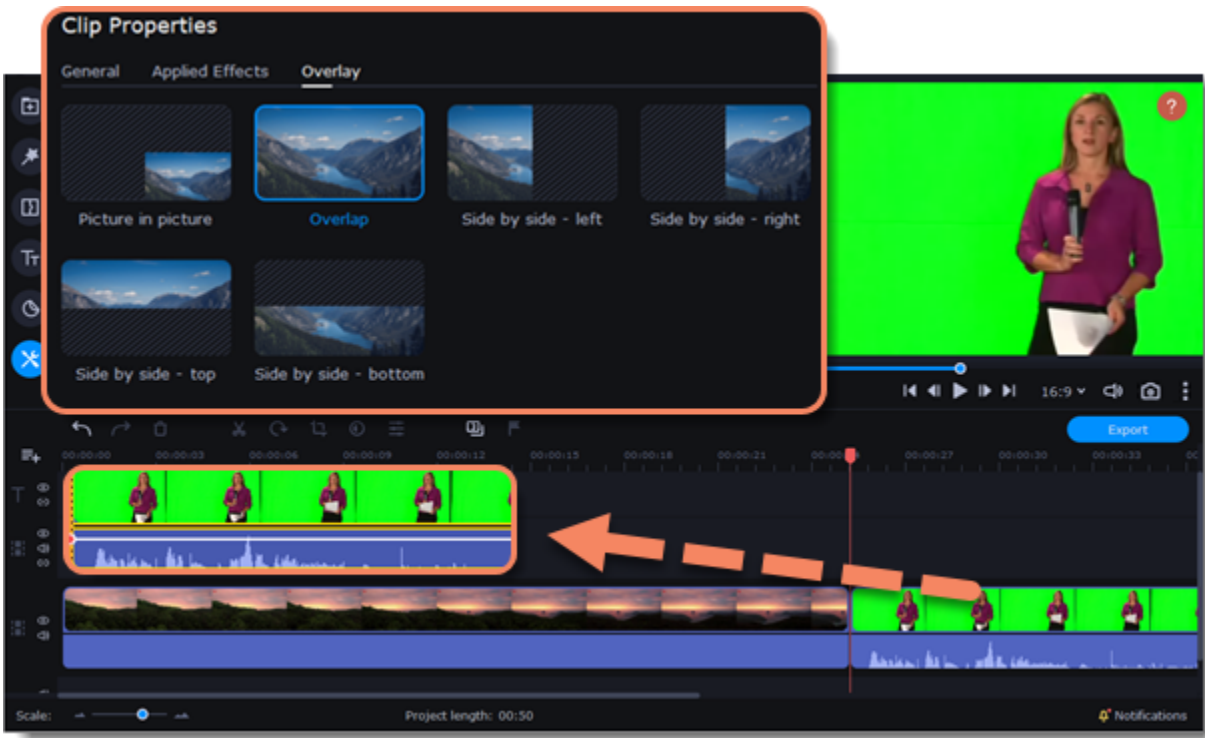 Clip Properties
General Applied Effects Overlay
Picture in picture Overlap Side by side - left Side by side - right
Side by side - top Side by side - bottom
?
16:9
Export
00:00:00 00:00:03 00:00:06 00:00:09 00:00:12 00:00:15 00:00:18 00:00:21 00:00:27 00:00:30 00:00:33
T
Scale: Project length: 00:50 Notifications